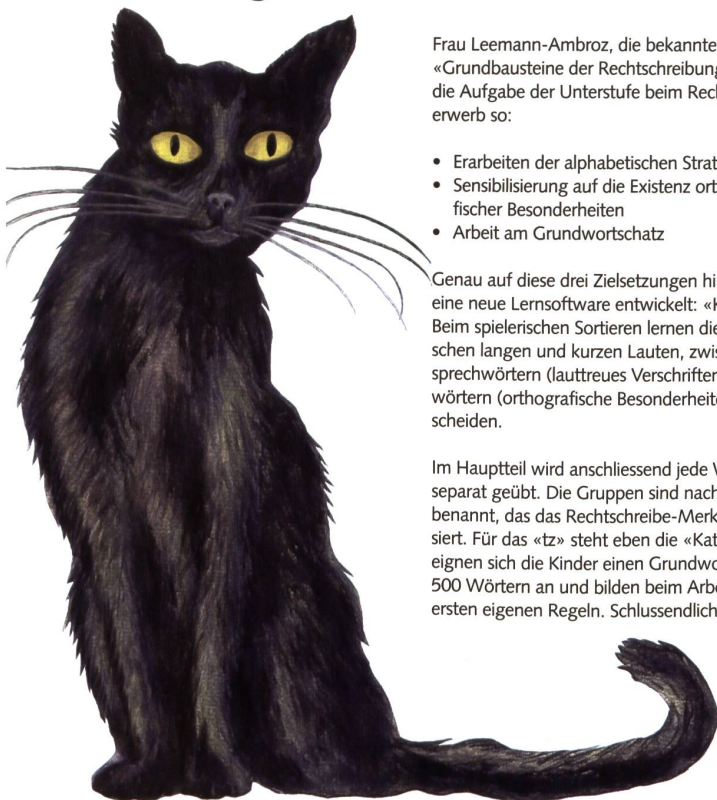 Frau Leemann-Ambroz, die bekannte
«Grundbausteine der Rechtschreibung
die Aufgabe der Unterstufe beim Rech
erwerb so:
• Erarbeiten der alphabetischen Strat
• Sensibilisierung auf die Existenz ort
fischer Besonderheiten
• Arbeit am Grundwortschatz
Genau auf diese drei Zielsetzungen hi
eine neue Lernsoftware entwickelt: «K
Beim spielerischen Sortieren lernen die
schen langen und kurzen Lauten, zwis
sprechwörtern (lauttreues Verschrifter
wörtern (orthografische Besonderheite
scheiden.
Im Hauptteil wird anschliessend jede W
separat geübt. Die Gruppen sind nach
benannt, das das Rechtschreibe-Merk
siert. Für das «tz» steht eben die «Kat
eignen sich die Kinder einen Grundwo
500 Wörtern an und bilden beim Arbe
ersten eigenen Regeln. Schlussendlich